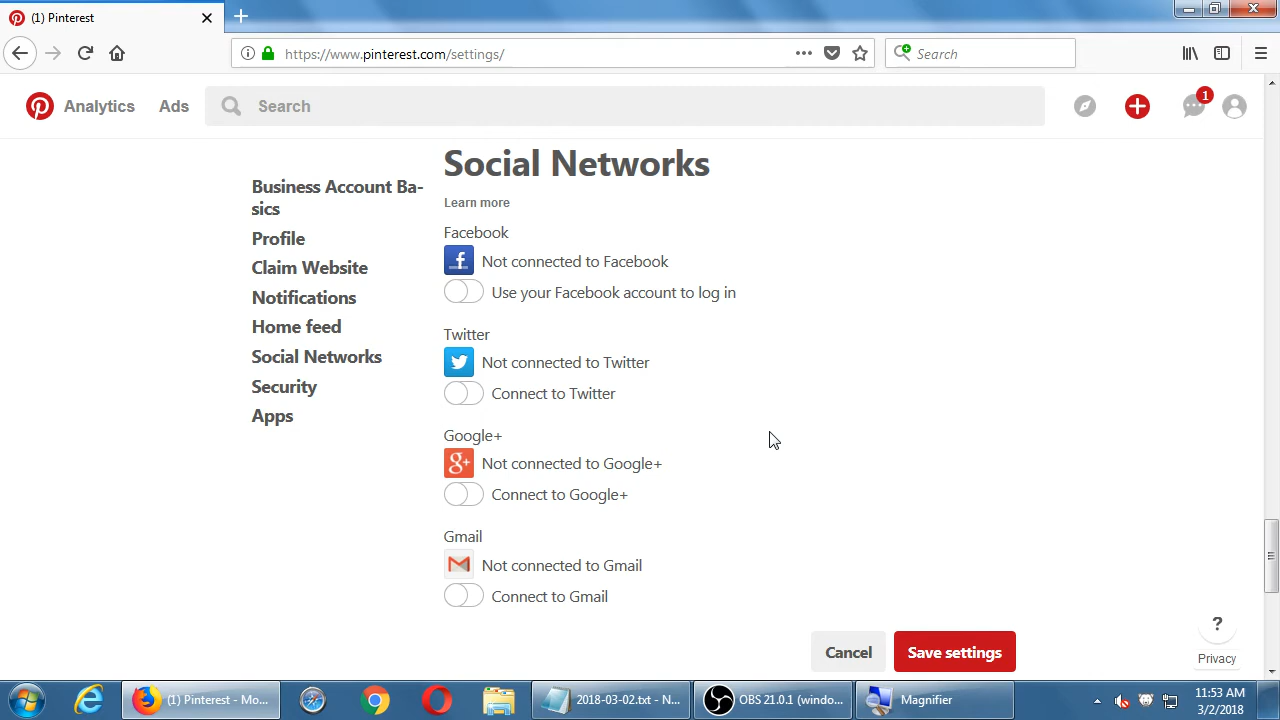 (1) Pinterest
https://www.pinterest.com/settings/
Search
Analytics
Ads
Search
1
Business Account Ba-
sics
Profile
Claim Website
Notifications
Home feed
Social Networks
Security
Apps
Social Networks
Learn more
Facebook
Not connected to Facebook
Use your Facebook account to log in
Twitter
Not connected to Twitter
Connect to Twitter
Google+
Not connected to Google+
Connect to Google+
Gmail
Not connected to Gmail
Connect to Gmail
Cancel
Save settings
?
Privacy
(1) Pinterest - Mo...
2018-03-02.txt - N...
OBS 21.0.1 (windo...
Magnifier
11:53 AM
3/2/2018